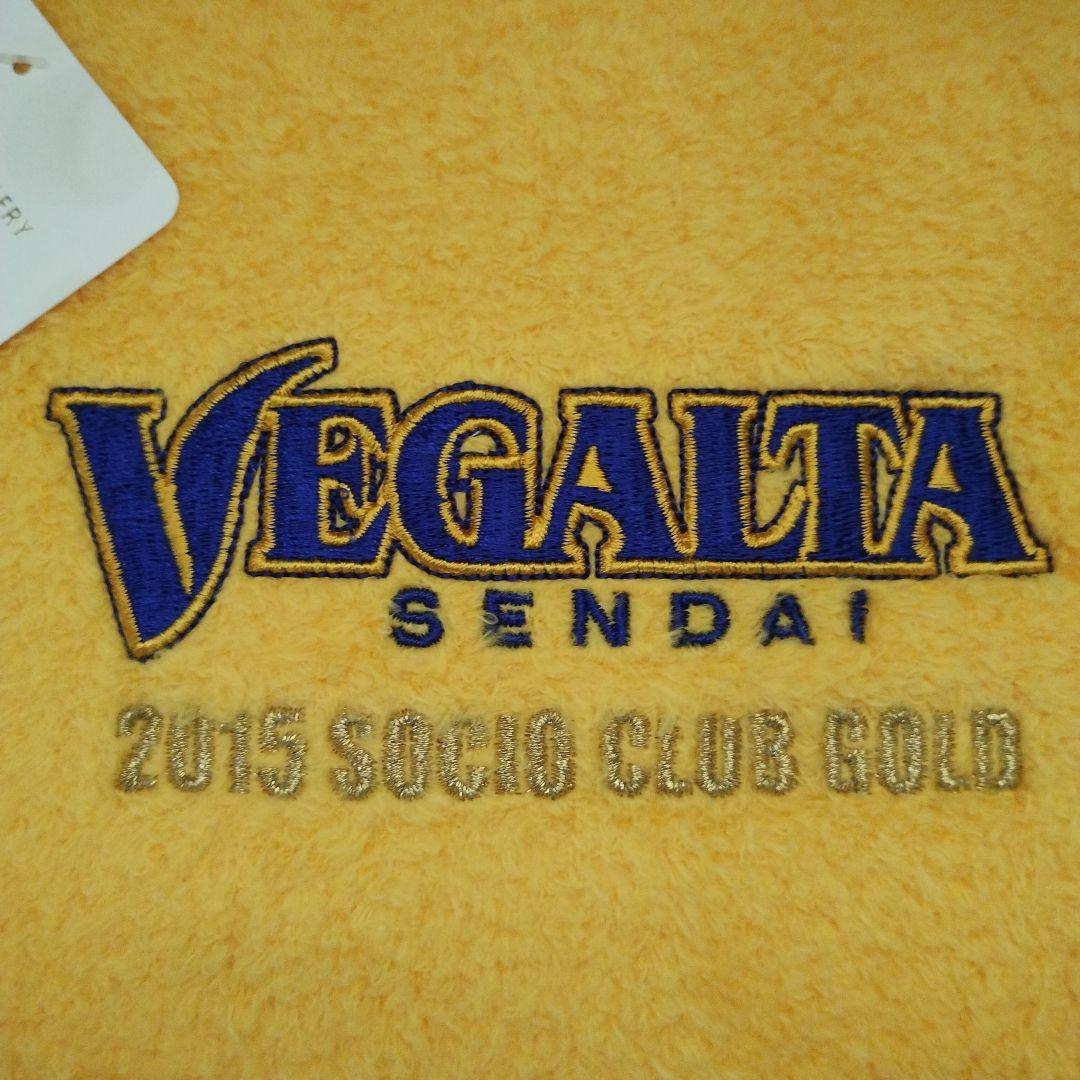 VEGALTA
SENDAI
2015 SOCIO CLUB GOLD